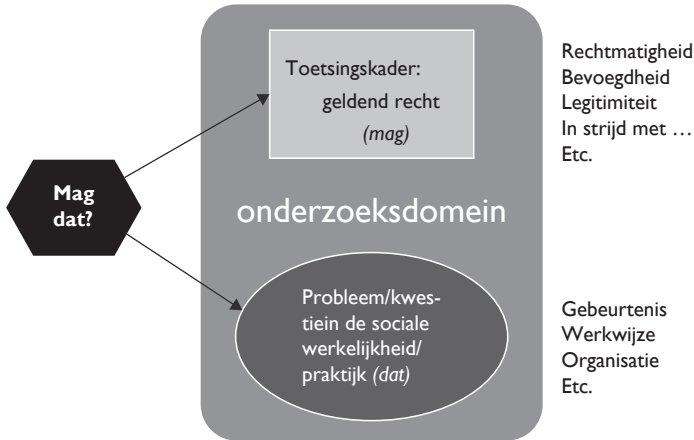 Mag
dat?
Toetsingskader:
geldend recht
(mag)
onderzoeksdomein
Probleem/kwes-
tiein de sociale
werkelijkheid/
praktijk (dat)
Rechtmatigheid
Bevoegdheid
Legitimiteit
In strijd met …
Etc.
Gebeurtenis
Werkwijze
Organisatie
Etc.